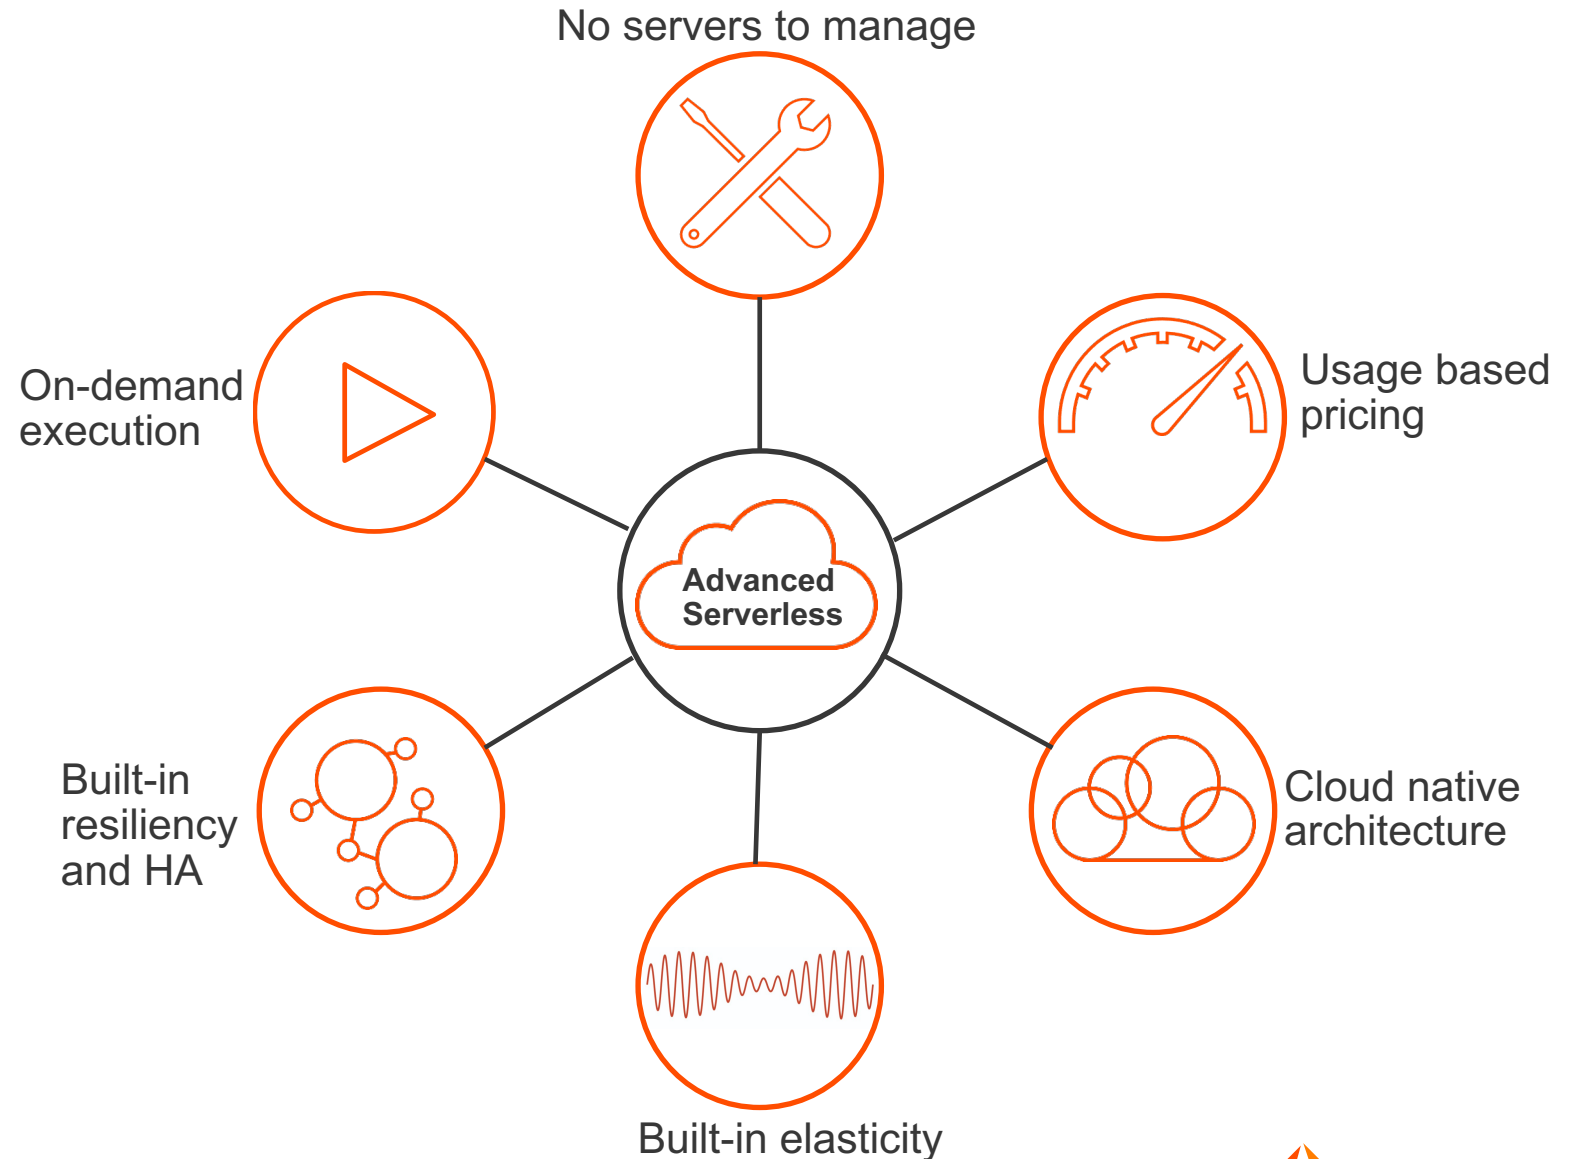 No servers to manage
On-demand
execution
Usage based
pricing
Advanced
Serverless
Built-in
resiliency
and HA
Cloud native
architecture
Built-in elasticity